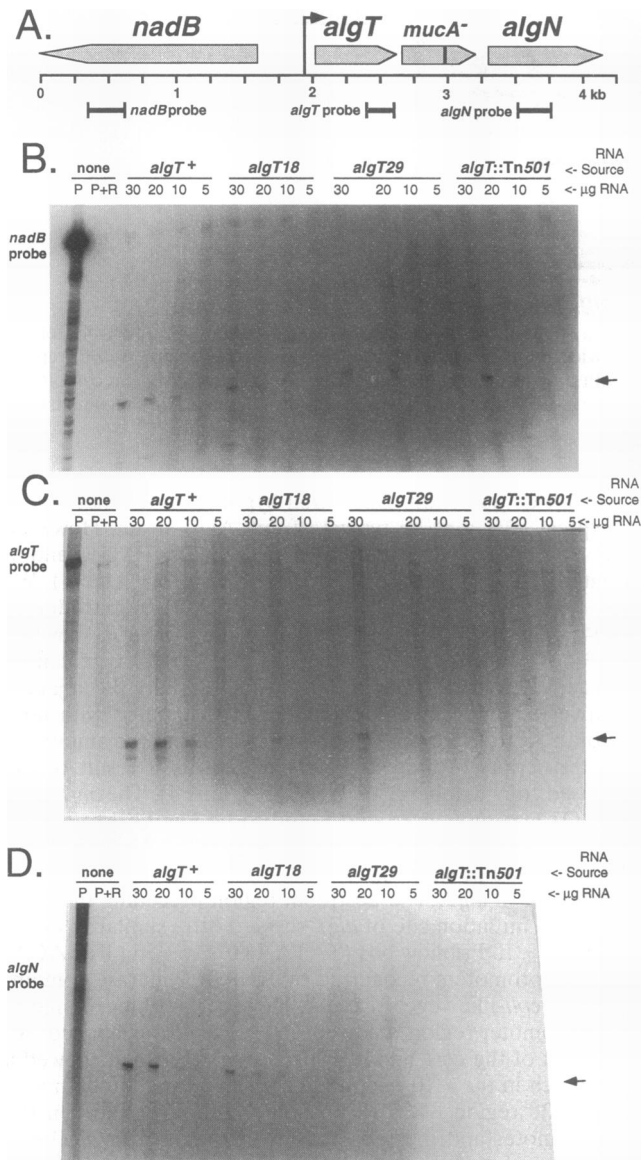 A.
nadB algT mucA- algN
0 1 2 3 4 kb
nadB probe algT probe algN probe
B.
RNA
none algT+ algT18 algT29 algT::Tn501 <- Source
P P+R 30 20 10 5 30 20 10 5 30 20 10 5 30 20 10 5 <- µg RNA
nadB
probe
C.
RNA
none algT+ algT18 algT29 algT::Tn501 <- Source
P P+R 30 20 10 5 30 20 10 5 30 20 10 5 30 20 10 5 <- µg RNA
algT
probe
D.
RNA
none algT+ algT18 algT29 algT::Tn501 <- Source
P P+R 30 20 10 5 30 20 10 5 30 20 10 5 30 20 10 5 <- µg RNA
algN
probe